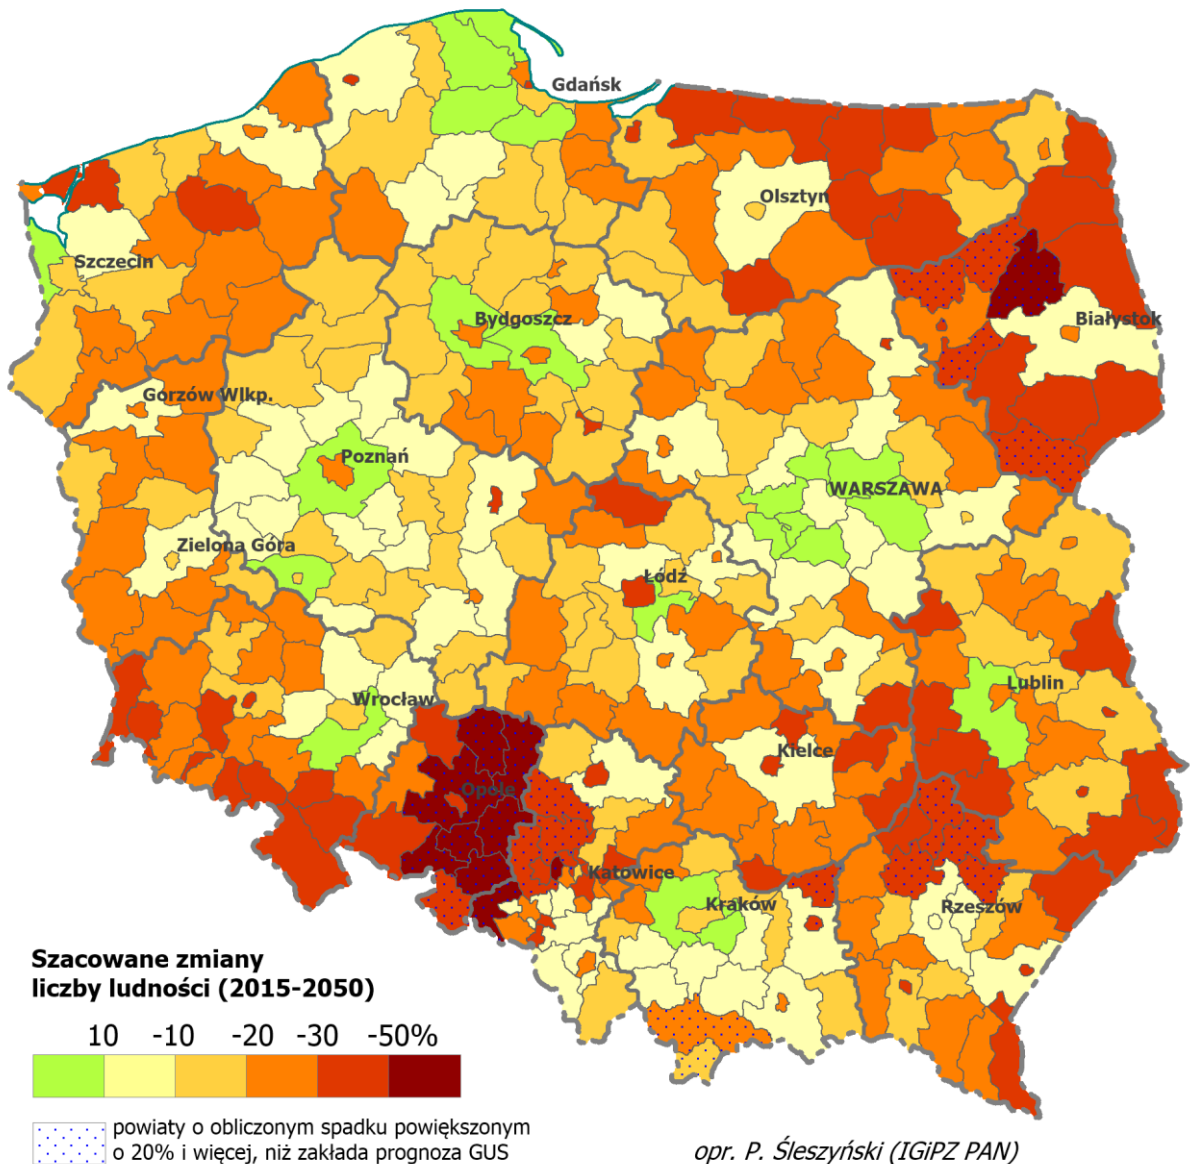 Gdańsk
Olsztyn
Szczecin
Bydgoszcz
Białystok
Gorzów Wlkp.
Poznań
WARSZAWA
Zielona Góra
Łódź
Lublin
Wrocław
Kielce
Opole
Katowice
Kraków
Rzeszów
Szacowane zmiany
liczby ludności (2015-2050)
10 -10 -20 -30 -50%
powiaty o obliczonym spadku powiększonym
o 20% i więcej, niż zakłada prognoza GUS
opr. P. Śleszyński (IGiPZ PAN)